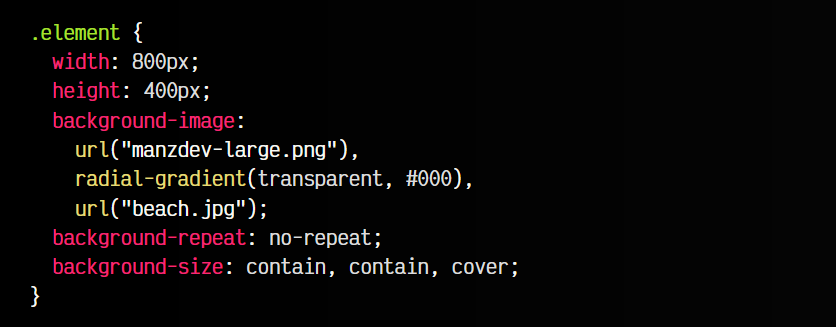 .element {
  width: 800px;
  height: 400px;
  background-image:
    url("manzdev-large.png"),
    radial-gradient(transparent, #000),
    url("beach.jpg");
  background-repeat: no-repeat;
  background-size: contain, contain, cover;
}